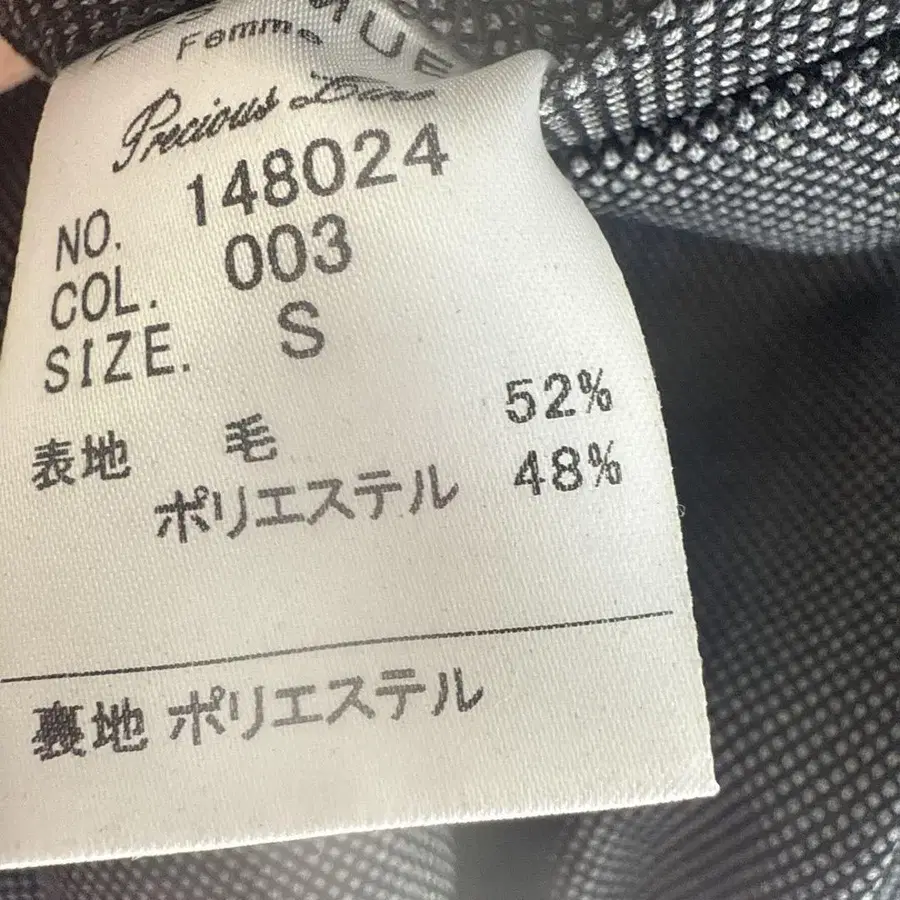 Femme
Precious Line
NO. 148024
COL. 003
SIZE. S
表地 毛 52%
ポリエステル 48%
裏地 ポリエステル